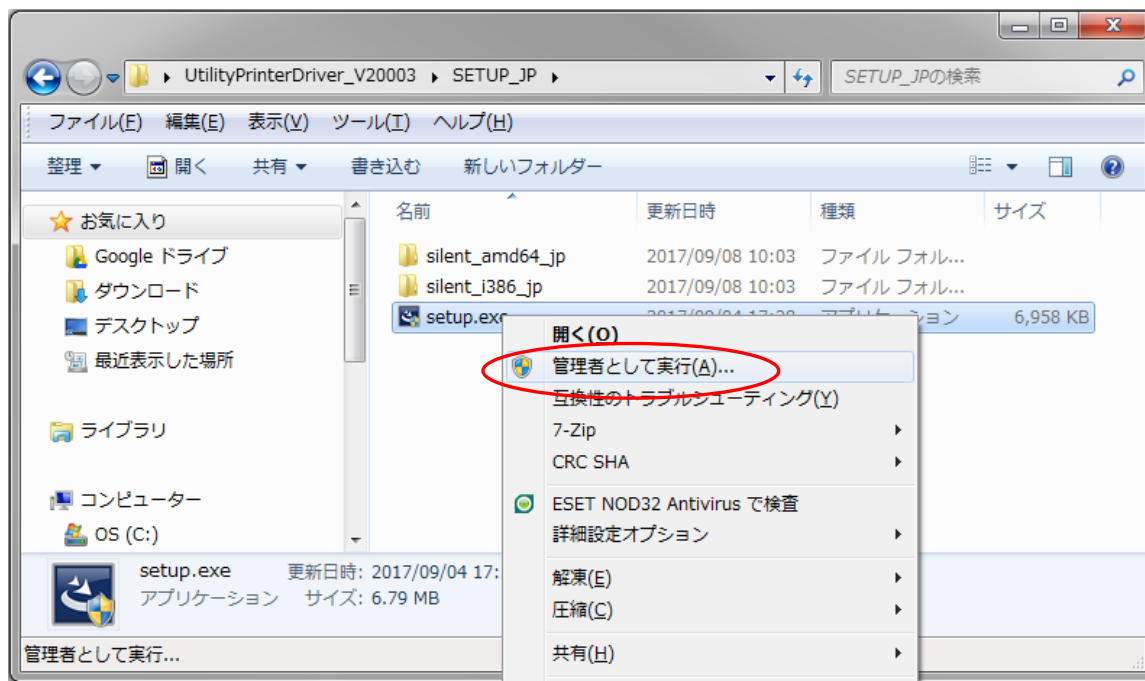 UtilityPrinterDriver_V20003 SETUP_JP
SETUP_JPの検索
ファイル(F) 編集(E) 表示(V) ツール(T) ヘルプ(H)
整理 開く 共有 書き込む 新しいフォルダー
名前 更新日時 種類 サイズ
お気に入り
Google ドライブ
ダウンロード
デスクトップ
最近表示した場所
ライブラリ
コンピューター
OS (C:)
silent_amd64_jp 2017/09/08 10:03 ファイル フォル...
silent_i386_jp 2017/09/08 10:03 ファイル フォル...
setup.exe 6,958 KB
開く(O)
管理者として実行(A)...
互換性のトラブルシューティング(Y)
7-Zip
CRC SHA
ESET NOD32 Antivirus で検査
詳細設定オプション
解凍(E)
圧縮(C)
共有(H)
setup.exe 更新日時: 2017/09/04 17:
アプリケーション サイズ: 6.79 MB
管理者として実行...